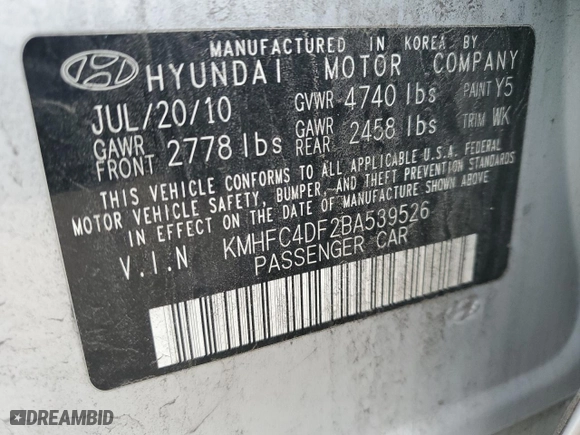 MANUFACTURED IN KOREA BY
HYUNDAI MOTOR COMPANY
JUL/20/10 GVWR 4740 lbs PAINT Y5
GAWR FRONT 2778 lbs GAWR REAR 2458 lbs TRIM WK
THIS VEHICLE CONFORMS TO ALL APPLICABLE U.S.A. FEDERAL
MOTOR VEHICLE SAFETY, BUMPER, AND THEFT PREVENTION STANDARDS
IN EFFECT ON THE DATE OF MANUFACTURE SHOWN ABOVE.
V.I.N KMHFC4DF2BA539526
PASSENGER CAR
DREAMBID